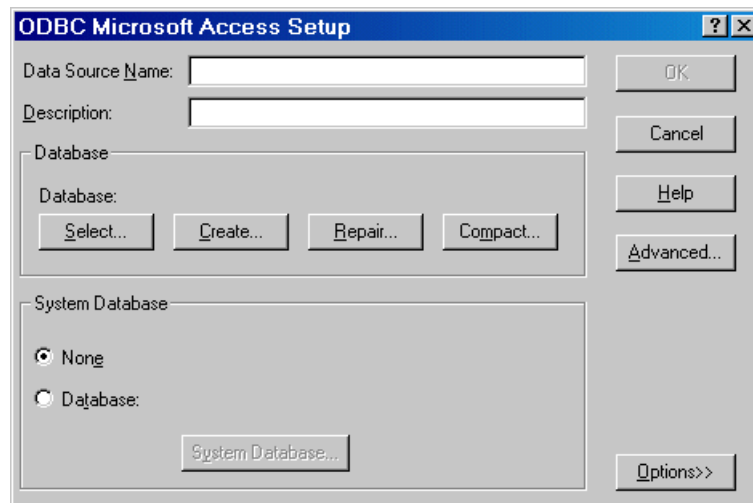 ODBC Microsoft Access Setup
Data Source Name:
OK
Description:
Cancel
Database
Database:
Help
Select...
Create...
Repair...
Compact...
Advanced...
System Database
None
Database:
System Database...
Options>>